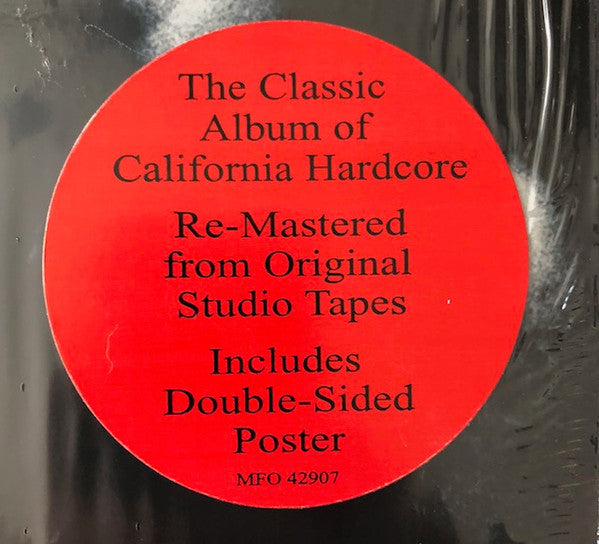 The Classic
Album of
California Hardcore
Re-Mastered
from Original
Studio Tapes
Includes
Double-Sided
Poster
MFO 42907